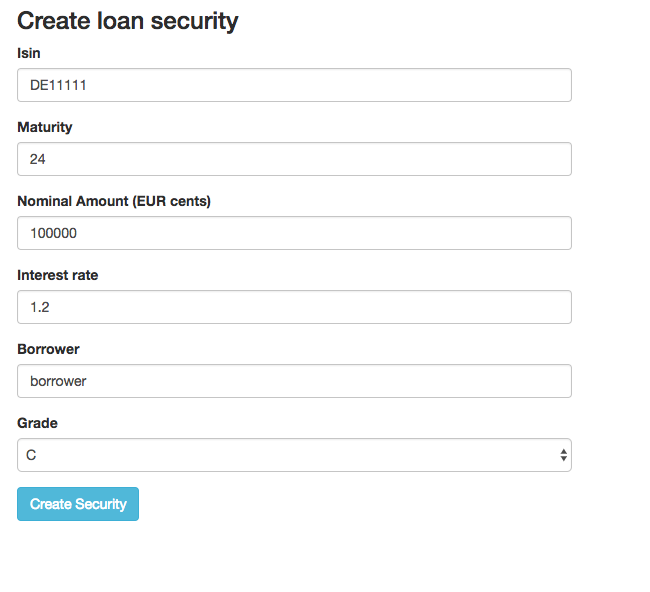 Create loan security
Isin
DE11111
Maturity
24
Nominal Amount (EUR cents)
100000
Interest rate
1.2
Borrower
borrower
Grade
C
Create Security